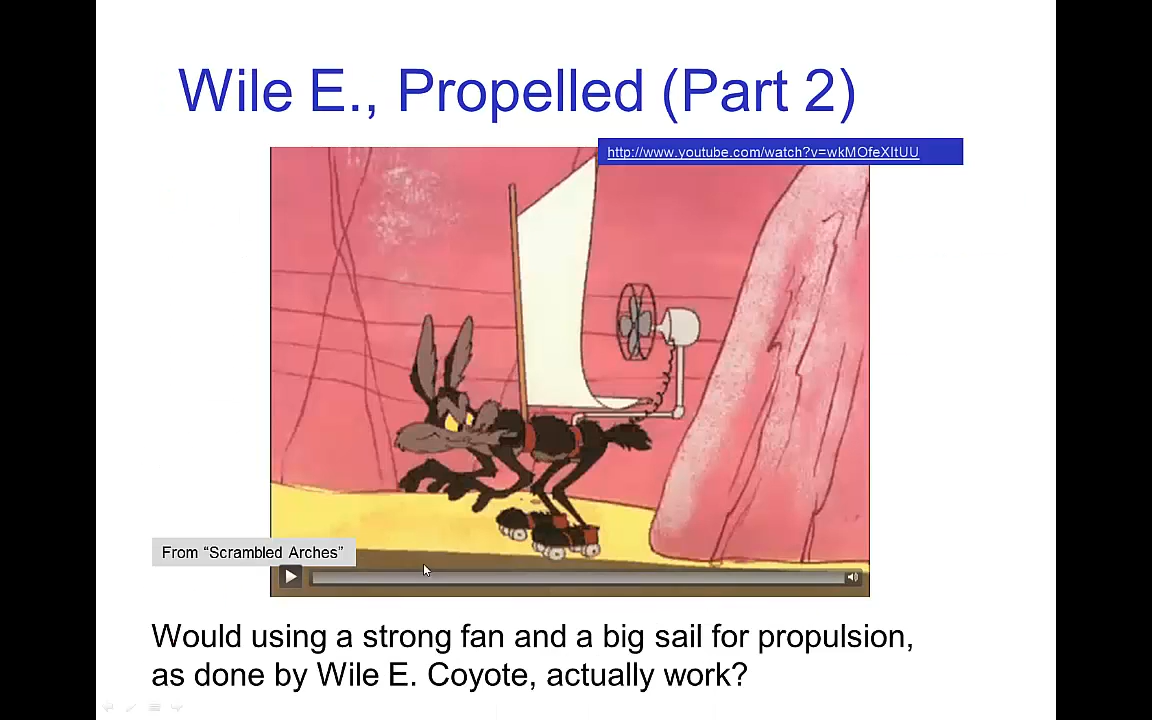 Wile E., Propelled (Part 2)
http://www.youtube.com/watch?v=wkMOfeXItUU
From “Scrambled Arches”
Would using a strong fan and a big sail for propulsion,
as done by Wile E. Coyote, actually work?